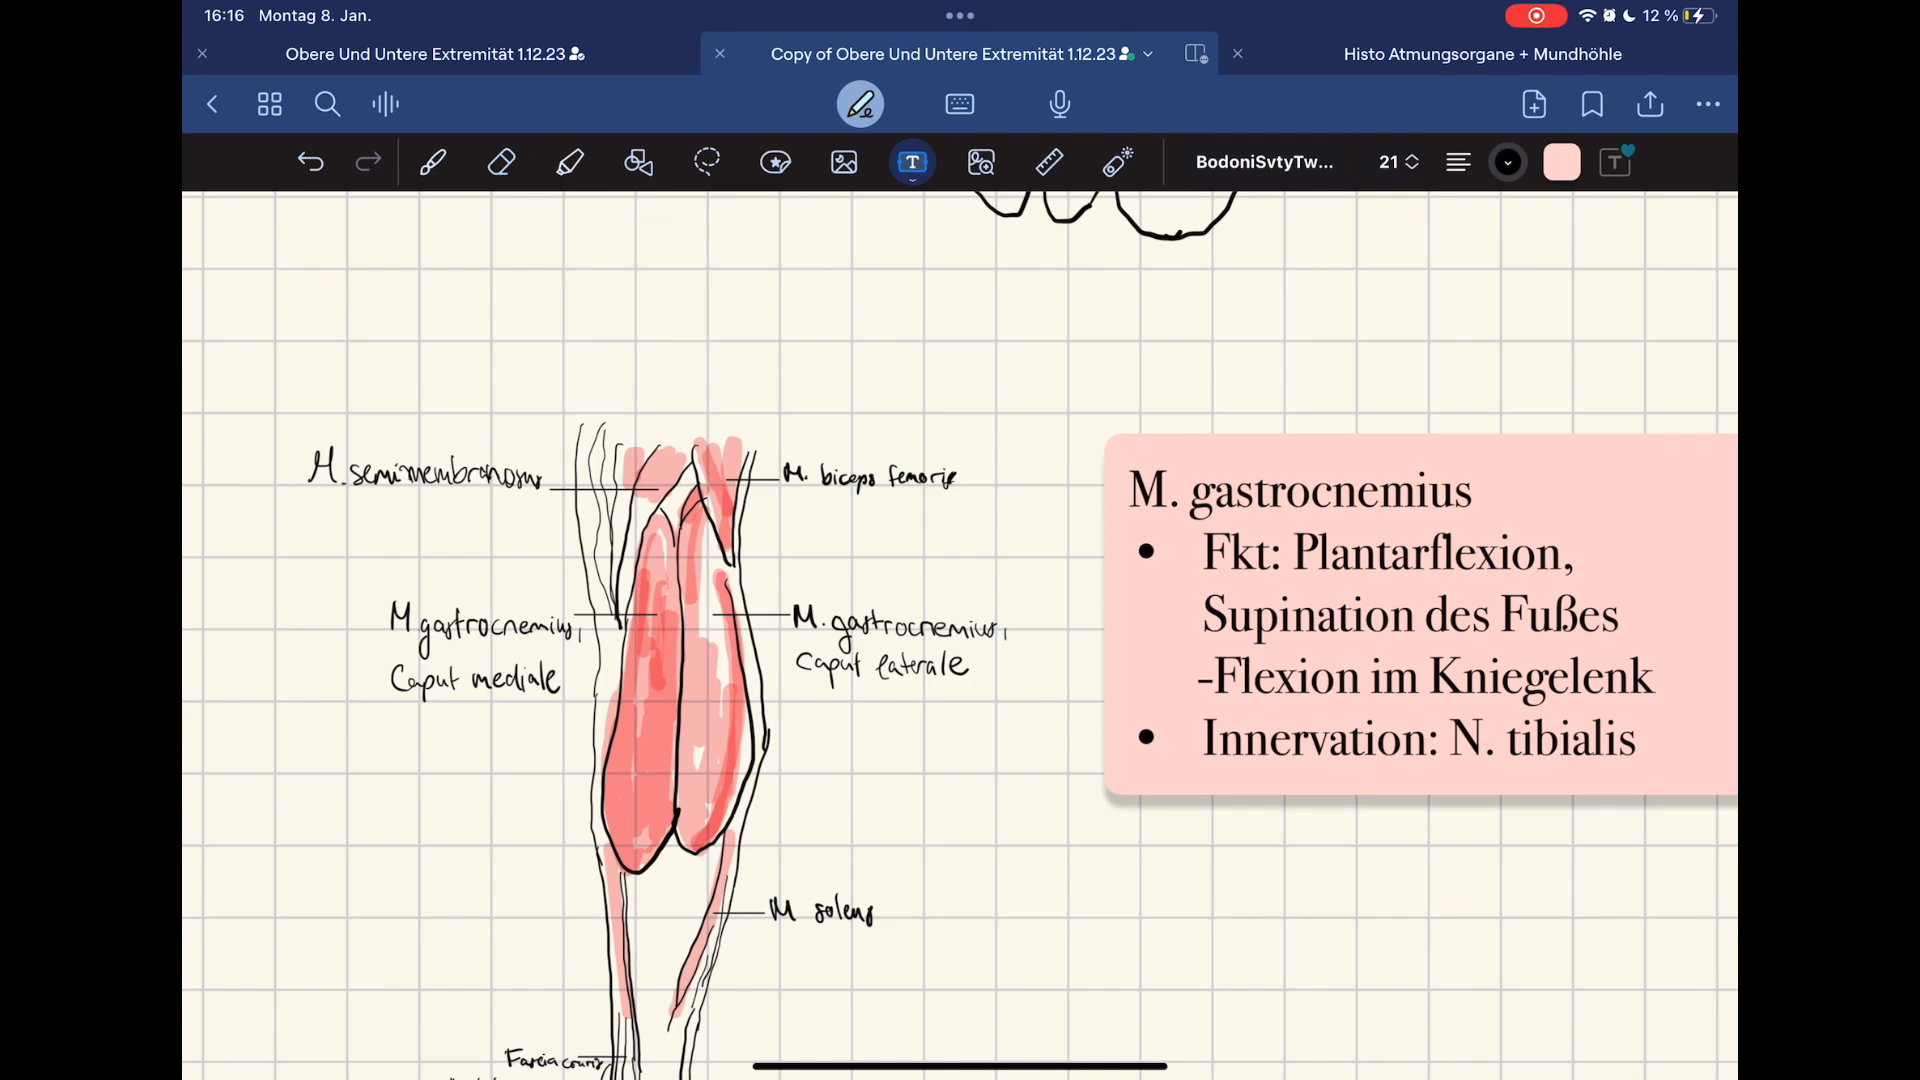 16:16 Montag 8. Jan.
12 %
Obere Und Untere Extremität 1.12.23
Copy of Obere Und Untere Extremität 1.12.23
Histo Atmungsorgane + Mundhöhle
BodoniSvtyTw...
21
M. semimembranosus
M. biceps femoris
M gastrocnemius,
Caput mediale
M. gastrocnemius,
Caput laterale
M soleus
Fascia cruris
M. gastrocnemius
• Fkt: Plantarflexion,
Supination des Fußes
-Flexion im Kniegelenk
• Innervation: N. tibialis